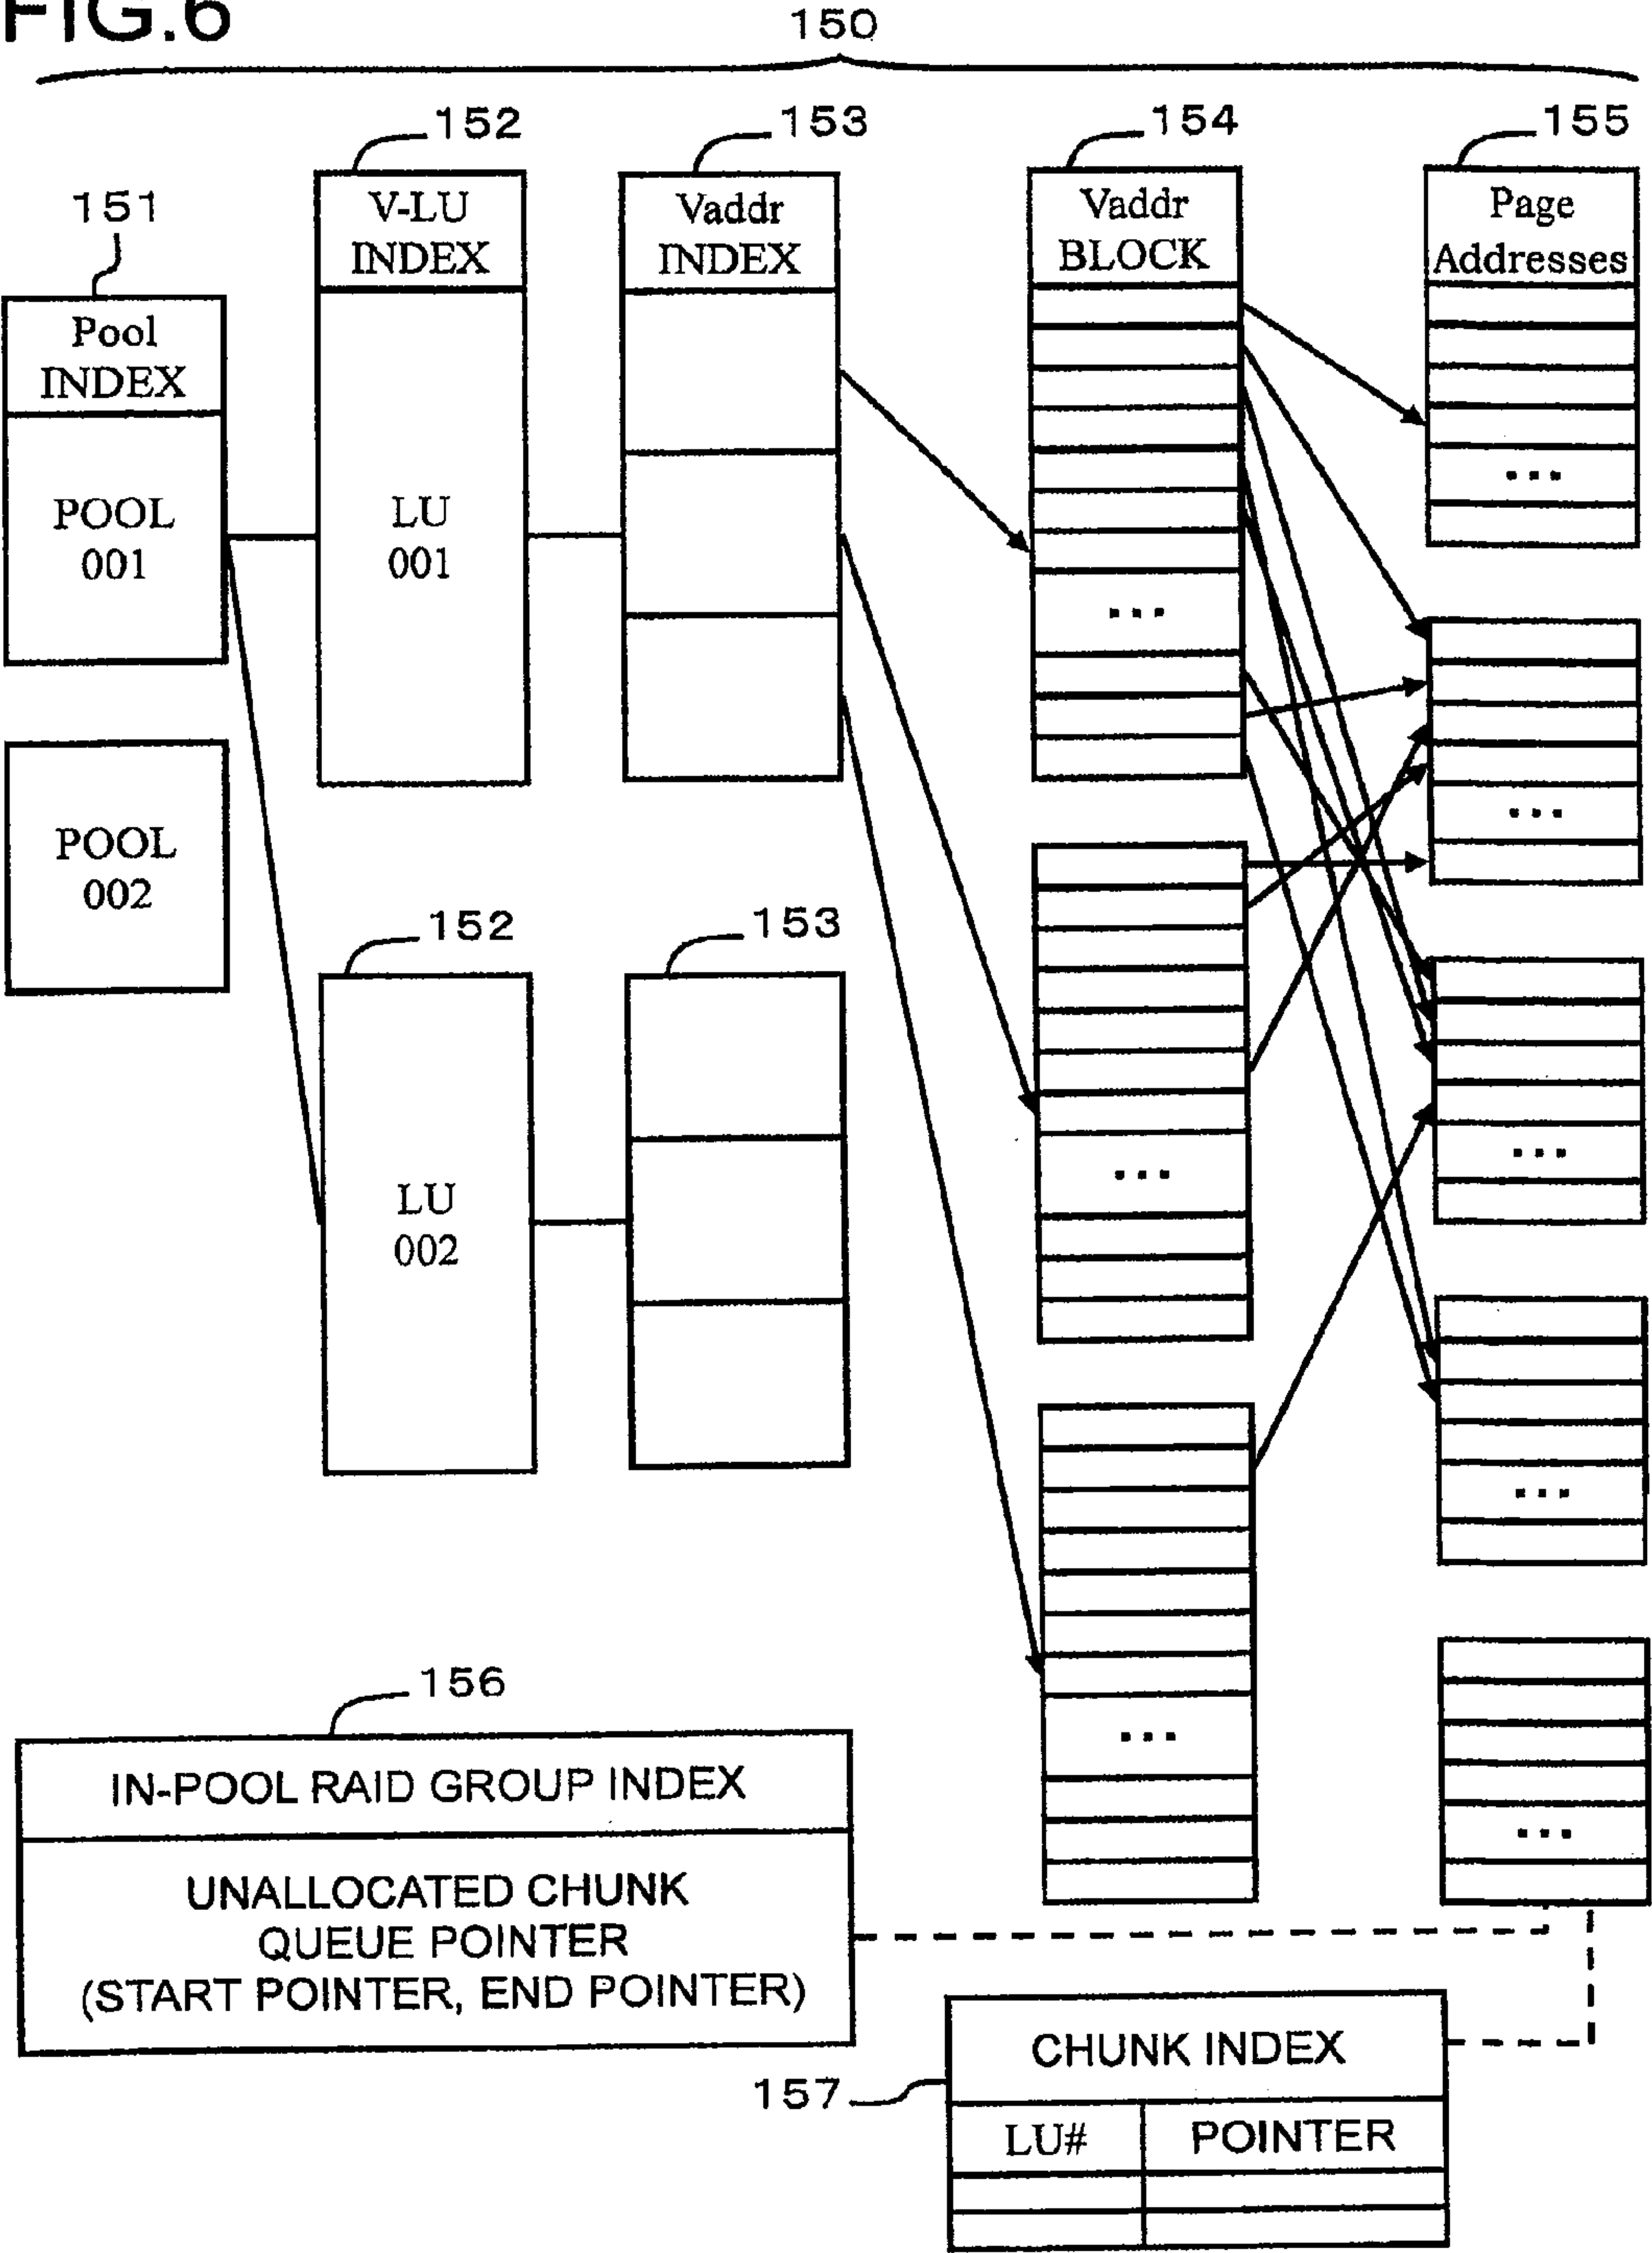 FIG.6
150
151
152
153
154
155
Pool
INDEX
POOL
001
POOL
002
V-LU
INDEX
LU
001
Vaddr
INDEX
Vaddr
BLOCK
...
Page
Addresses
...
...
152
LU
002
153
...
...
...
...
...
156
IN-POOL RAID GROUP INDEX
UNALLOCATED CHUNK
QUEUE POINTER
(START POINTER, END POINTER)
157
CHUNK INDEX
LU# POINTER